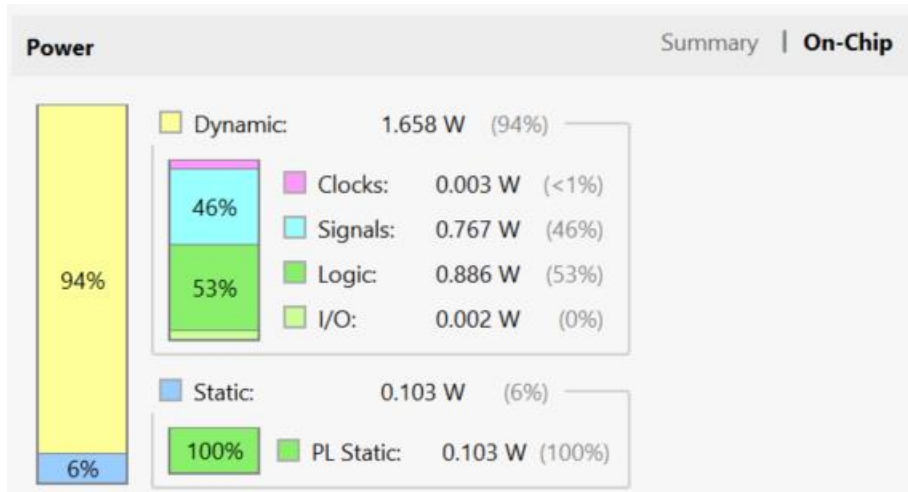 Power Summary | On-Chip
Dynamic: 1.658 W (94%)
Clocks: 0.003 W (<1%)
46%
Signals: 0.767 W (46%)
94%
Logic: 0.886 W (53%)
53%
I/O: 0.002 W (0%)
Static: 0.103 W (6%)
100% PL Static: 0.103 W (100%)
6%